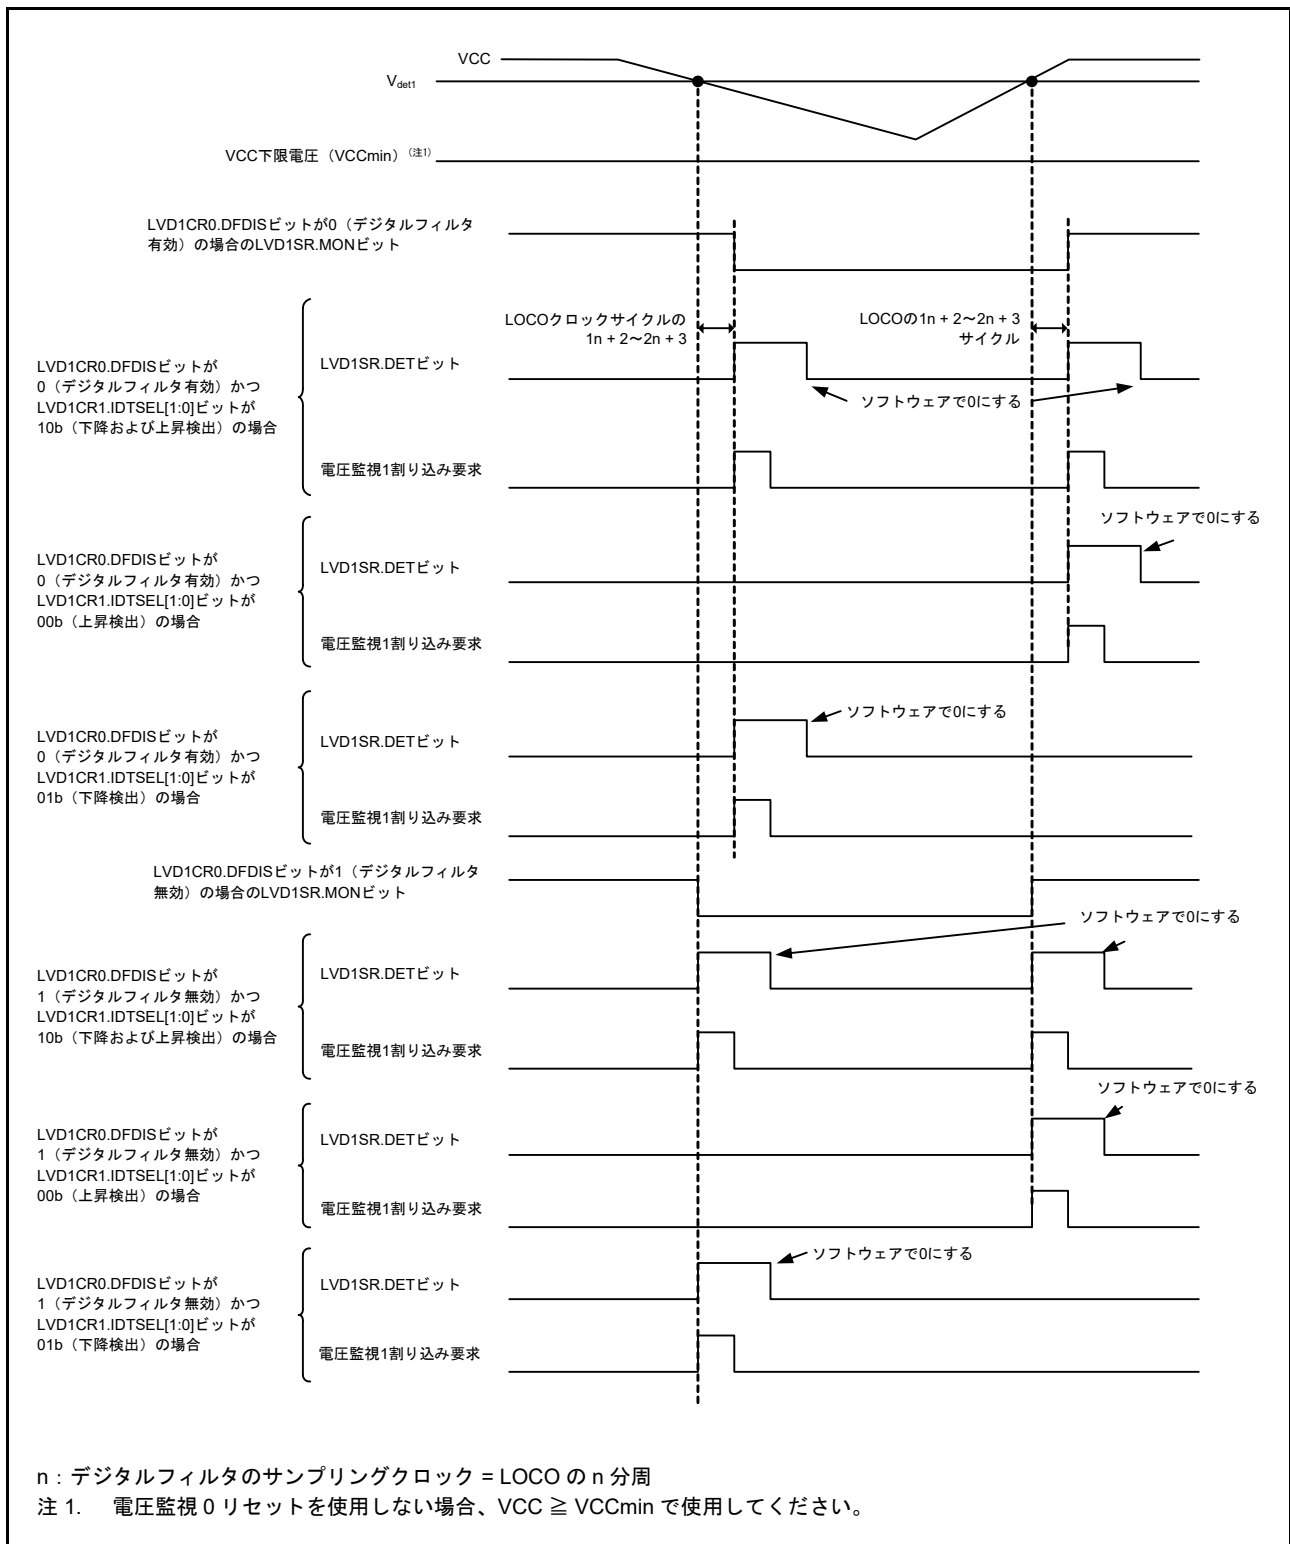 VCC
Vdet1
VCC下限電圧（VCCmin）(注1)
LVD1CR0.DFDISビットが0（デジタルフィルタ
有効）の場合のLVD1SR.MONビット
LOCOクロックサイクルの
1n + 2～2n + 3
LOCOの1n + 2～2n + 3
サイクル
LVD1CR0.DFDISビットが
0（デジタルフィルタ有効）かつ
LVD1CR1.IDTSEL[1:0]ビットが
10b（下降および上昇検出）の場合
LVD1SR.DETビット
ソフトウェアで0にする
電圧監視1割り込み要求
ソフトウェアで0にする
LVD1CR0.DFDISビットが
0（デジタルフィルタ有効）かつ
LVD1CR1.IDTSEL[1:0]ビットが
00b（上昇検出）の場合
LVD1SR.DETビット
電圧監視1割り込み要求
ソフトウェアで0にする
LVD1CR0.DFDISビットが
0（デジタルフィルタ有効）かつ
LVD1CR1.IDTSEL[1:0]ビットが
01b（下降検出）の場合
LVD1SR.DETビット
電圧監視1割り込み要求
LVD1CR0.DFDISビットが1（デジタルフィルタ
無効）の場合のLVD1SR.MONビット
ソフトウェアで0にする
LVD1CR0.DFDISビットが
1（デジタルフィルタ無効）かつ
LVD1CR1.IDTSEL[1:0]ビットが
10b（下降および上昇検出）の場合
LVD1SR.DETビット
電圧監視1割り込み要求
ソフトウェアで0にする
LVD1CR0.DFDISビットが
1（デジタルフィルタ無効）かつ
LVD1CR1.IDTSEL[1:0]ビットが
00b（上昇検出）の場合
LVD1SR.DETビット
電圧監視1割り込み要求
ソフトウェアで0にする
LVD1CR0.DFDISビットが
1（デジタルフィルタ無効）かつ
LVD1CR1.IDTSEL[1:0]ビットが
01b（下降検出）の場合
LVD1SR.DETビット
電圧監視1割り込み要求
n：デジタルフィルタのサンプリングクロック = LOCO の n 分周
注 1. 電圧監視 0 リセットを使用しない場合、VCC ≧ VCCmin で使用してください。